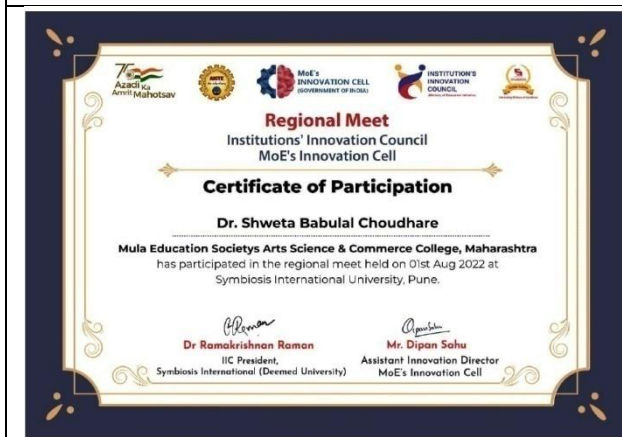 75
Azadi Ka
Amrit Mahotsav
AICTE
MoE's
INNOVATION CELL
(GOVERNMENT OF INDIA)
INSTITUTION'S
INNOVATION
COUNCIL
Regional Meet
Institutions' Innovation Council
MoE's Innovation Cell
Certificate of Participation
Dr. Shweta Babulal Choudhare
Mula Education Societys Arts Science & Commerce College, Maharashtra
has participated in the regional meet held on 01st Aug 2022 at
Symbiosis International University, Pune.
Dr Ramakrishnan Raman
IIC President,
Symbiosis International (Deemed University)
Mr. Dipan Sahu
Assistant Innovation Director
MoE's Innovation Cell